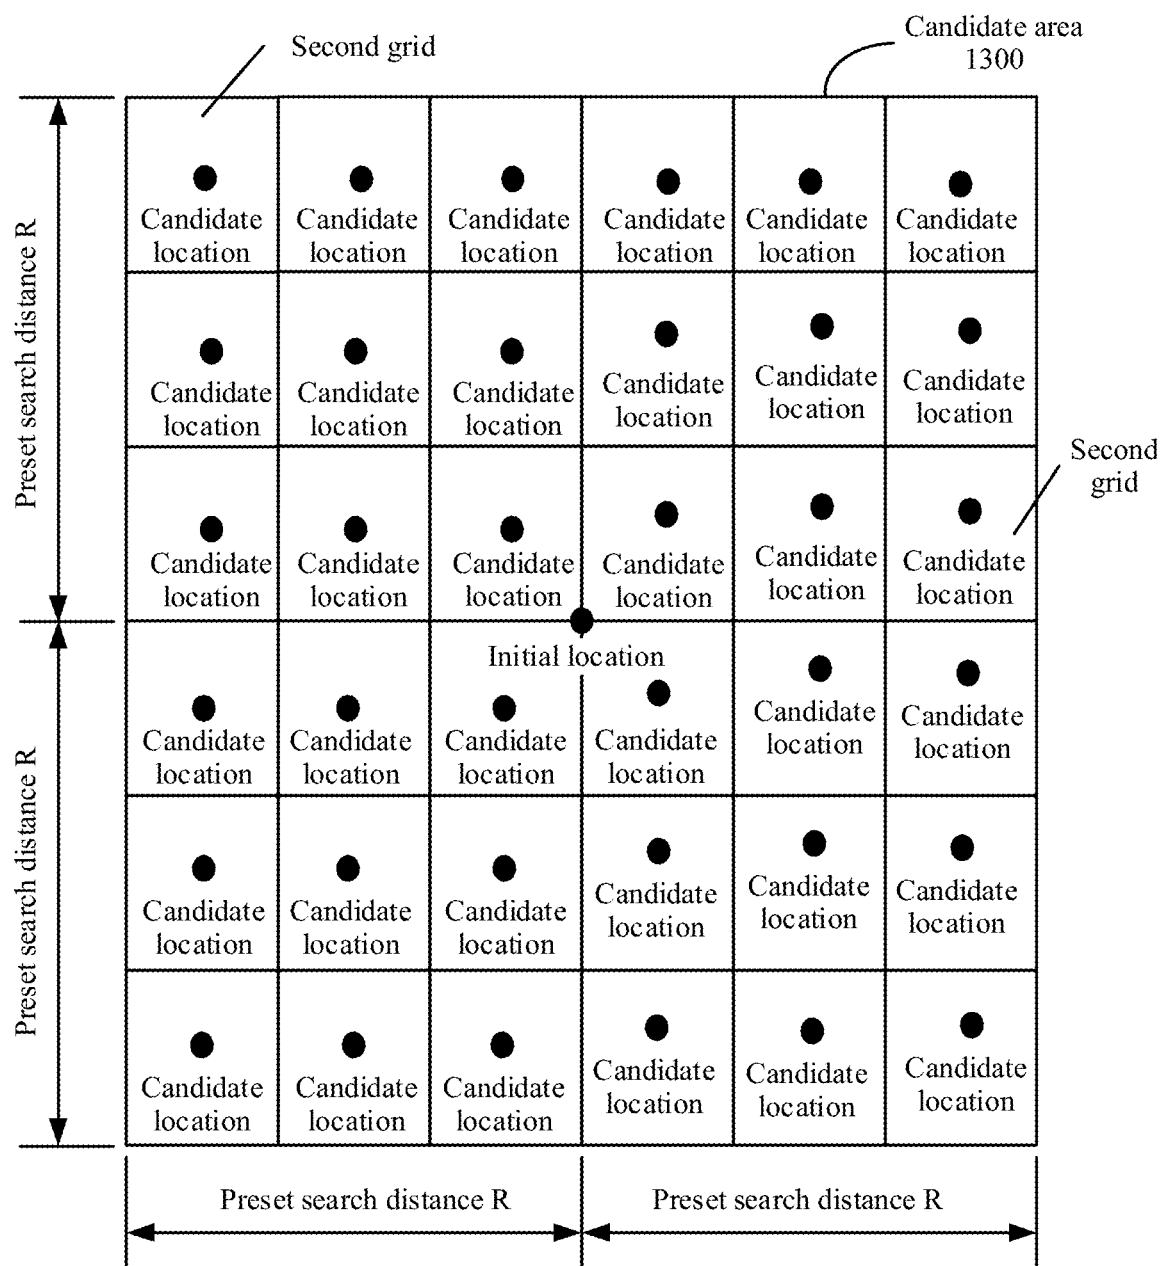 Second grid
Candidate area
1300
Preset search distance R
Candidate
location
Candidate
location
Candidate
location
Candidate
location
Candidate
location
Candidate
location
Candidate
location
Candidate
location
Candidate
location
Candidate
location
Candidate
location
Candidate
location
Second
grid
Candidate
location
Candidate
location
Candidate
location
Candidate
location
Candidate
location
Candidate
location
Initial location
Preset search distance R
Candidate
location
Candidate
location
Candidate
location
Candidate
location
Candidate
location
Candidate
location
Candidate
location
Candidate
location
Candidate
location
Candidate
location
Candidate
location
Candidate
location
Candidate
location
Candidate
location
Candidate
location
Candidate
location
Candidate
location
Candidate
location
Preset search distance R
Preset search distance R